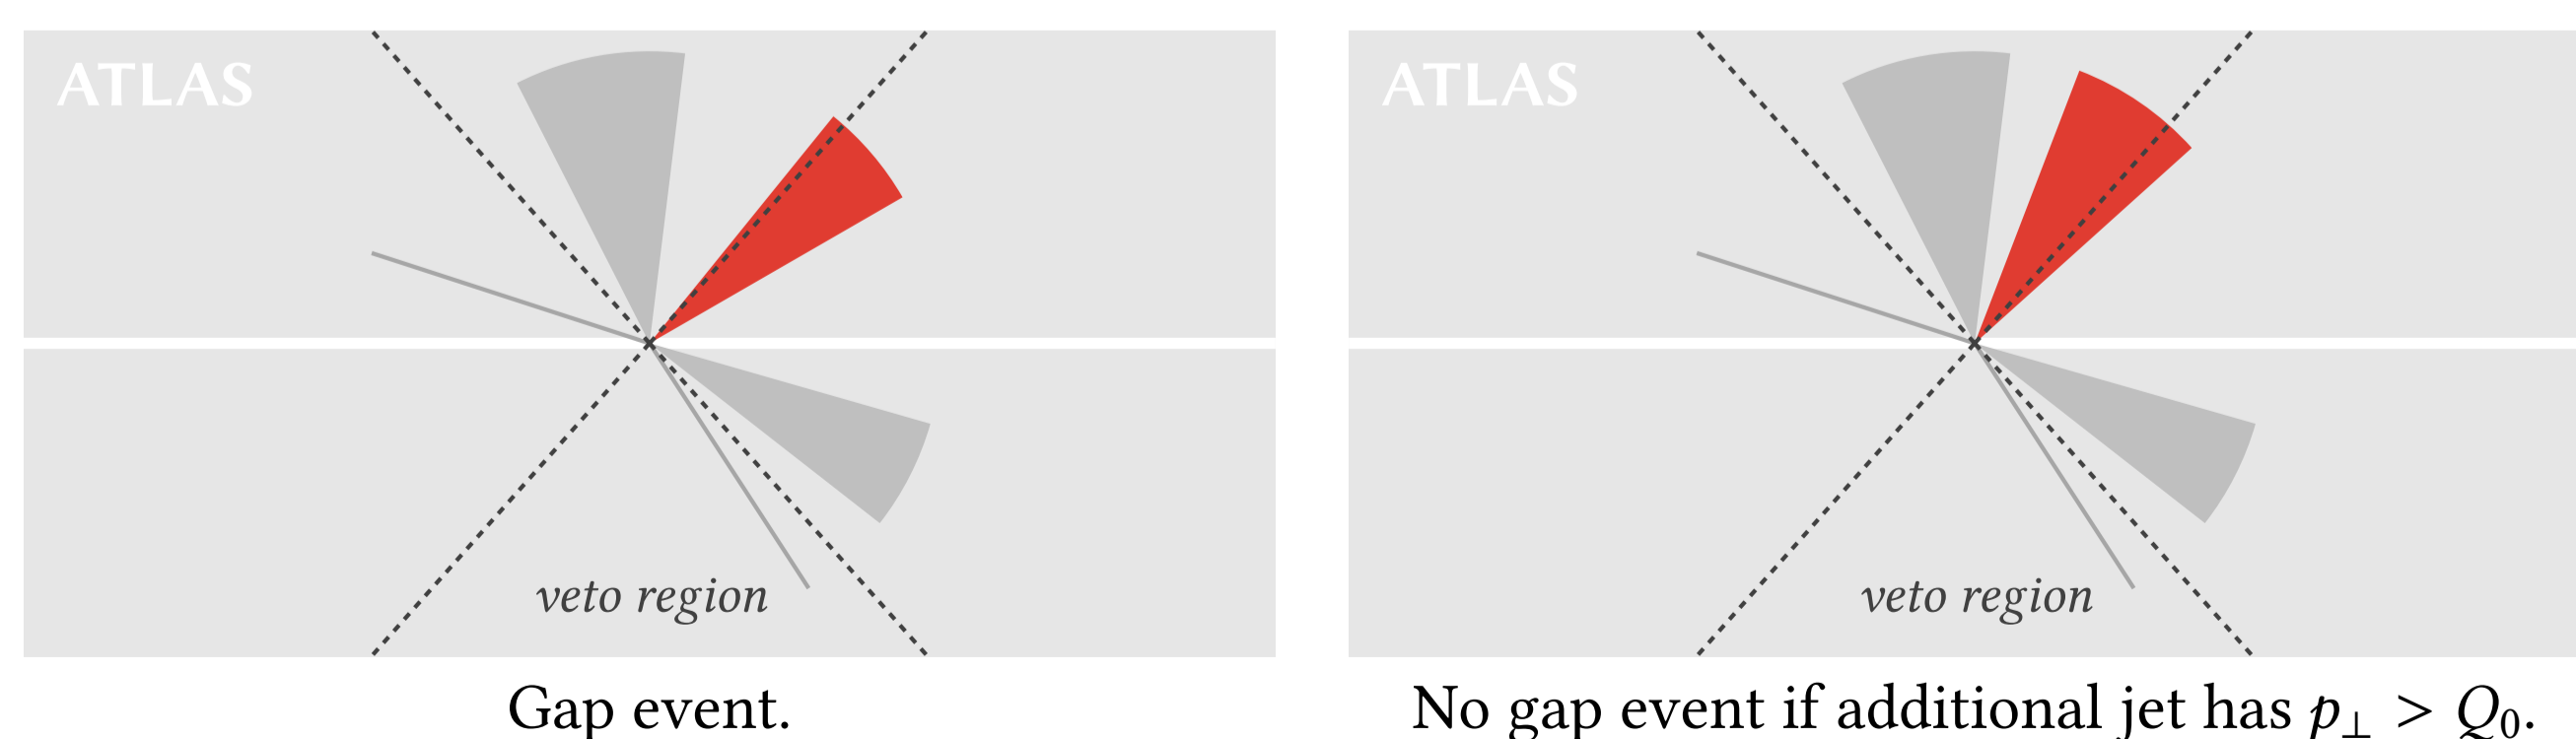 ATLAS
veto region
Gap event.
ATLAS
veto region
No gap event if additional jet has p⊥ > Q₀.